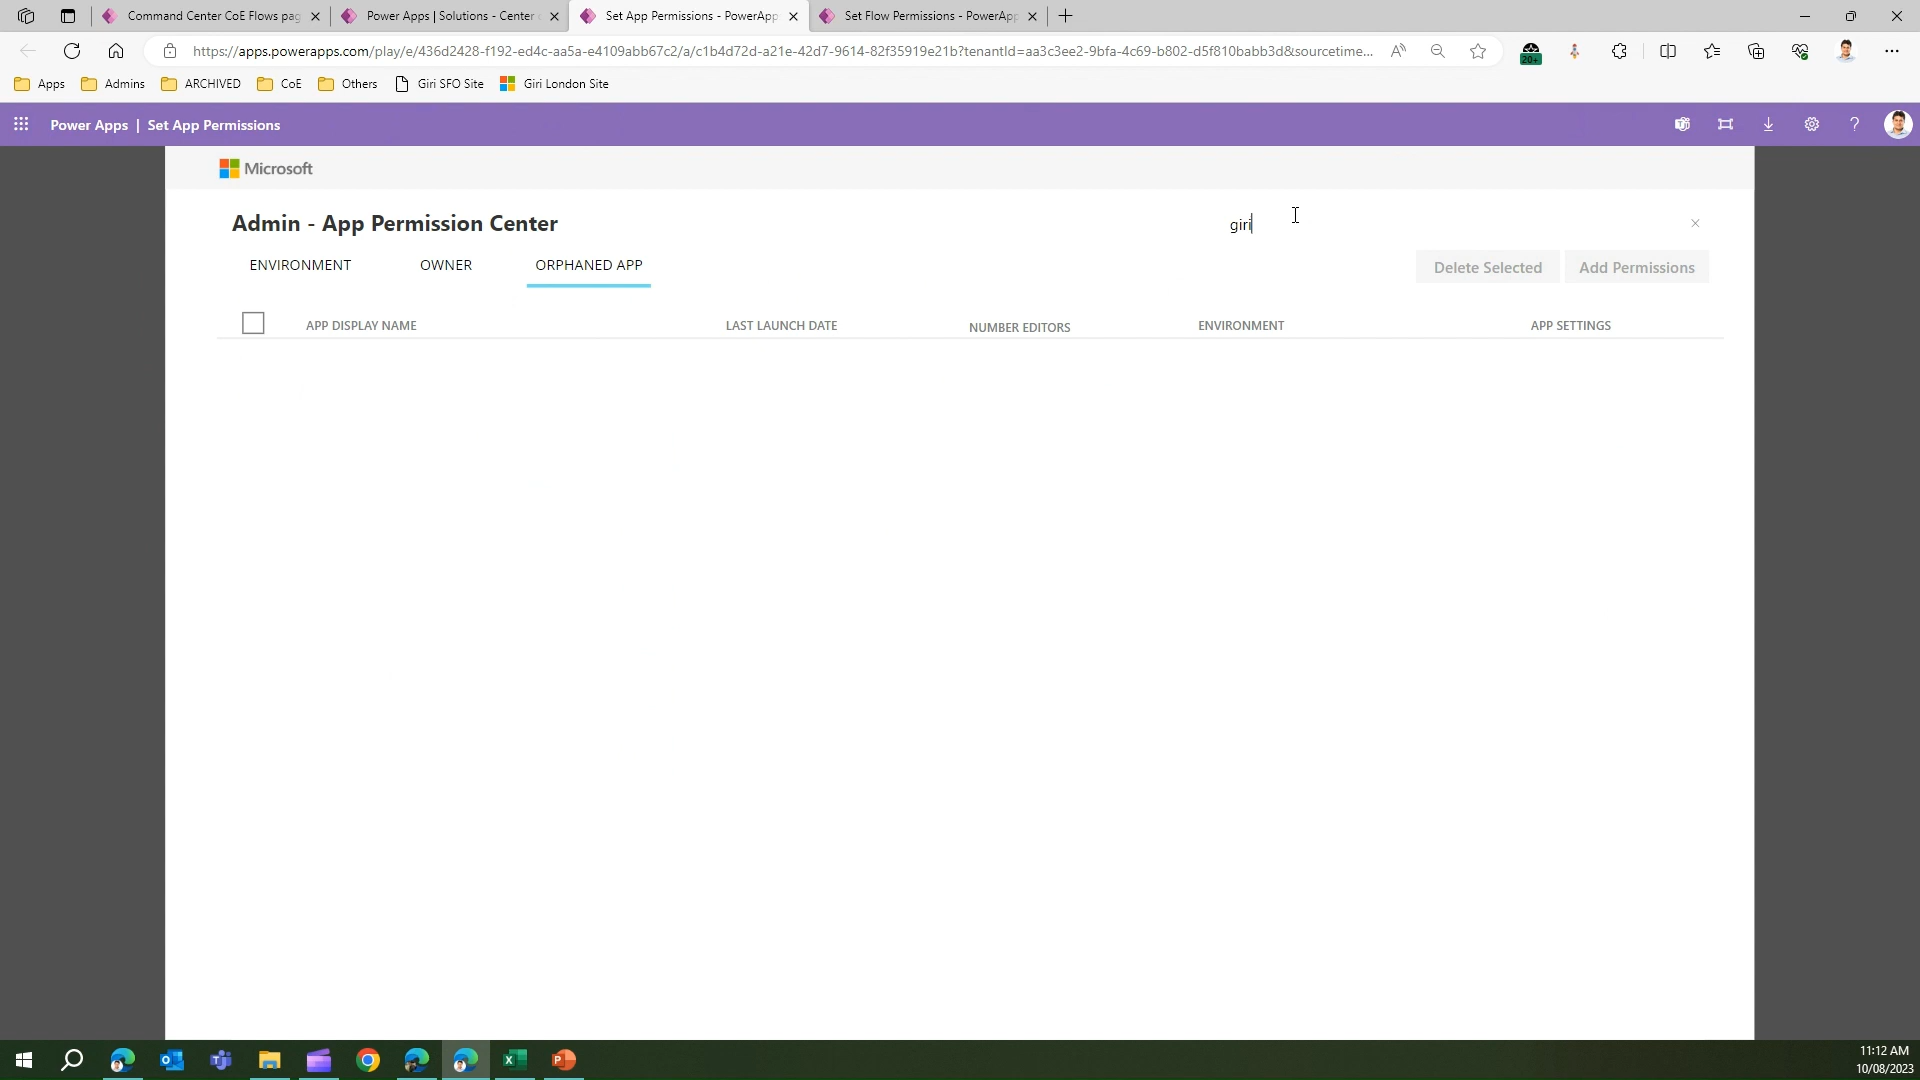 Command Center CoE Flows pag
Power Apps | Solutions - Center
Set App Permissions - PowerApp
Set Flow Permissions - PowerApp
https://apps.powerapps.com/play/e/436d2428-f192-ed4c-aa5a-e4109abb67c2/a/c1b4d72d-a21e-42d7-9614-82f35919e21b?tenantId=aa3c3ee2-9bfa-4c69-b802-d5f810babb3d&sourcetime...
20+
Apps
Admins
ARCHIVED
CoE
Others
Giri SFO Site
Giri London Site
Power Apps | Set App Permissions
Microsoft
Admin - App Permission Center
giri
ENVIRONMENT
OWNER
ORPHANED APP
Delete Selected
Add Permissions
APP DISPLAY NAME
LAST LAUNCH DATE
NUMBER EDITORS
ENVIRONMENT
APP SETTINGS
11:12 AM
10/08/2023